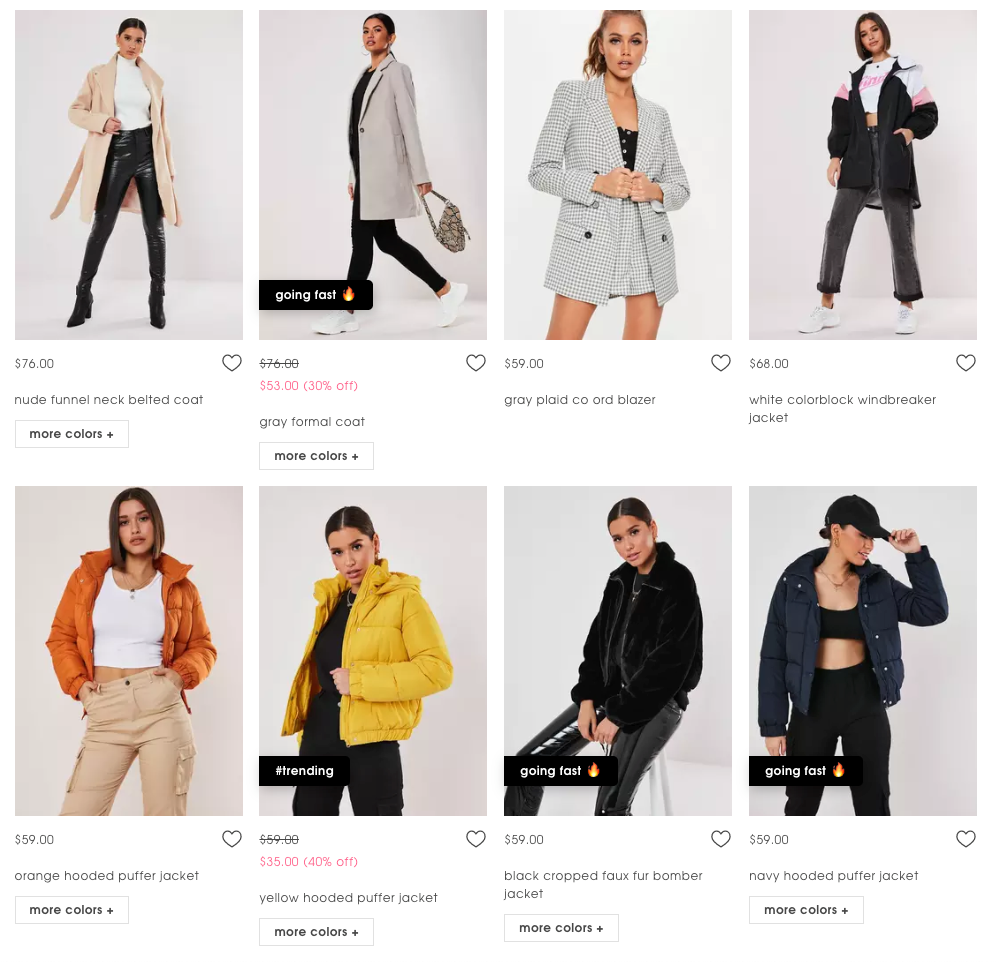 going fast 🔥
$76.00
$76.00
$59.00
$68.00
$53.00 (30% off)
nude funnel neck belted coat
gray formal coat
gray plaid co ord blazer
white colorblock windbreaker
jacket
more colors +
more colors +
#trending
going fast 🔥
going fast 🔥
$59.00
$59.00
$59.00
$59.00
$35.00 (40% off)
orange hooded puffer jacket
yellow hooded puffer jacket
black cropped faux fur bomber
jacket
navy hooded puffer jacket
more colors +
more colors +
more colors +
more colors +